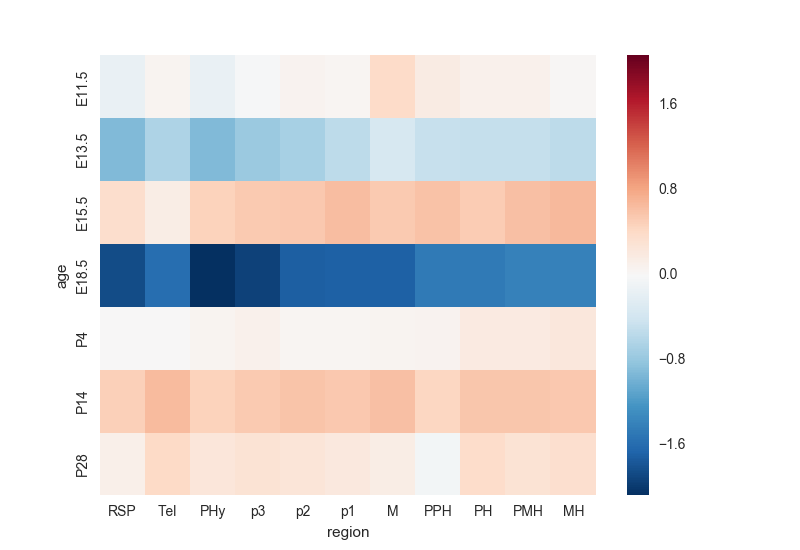 age
E11.5
E13.5
E15.5
E18.5
P4
P14
P28
RSP Tel PHy p3 p2 p1 M PPH PH PMH MH
region
1.6
0.8
0.0
−0.8
−1.6